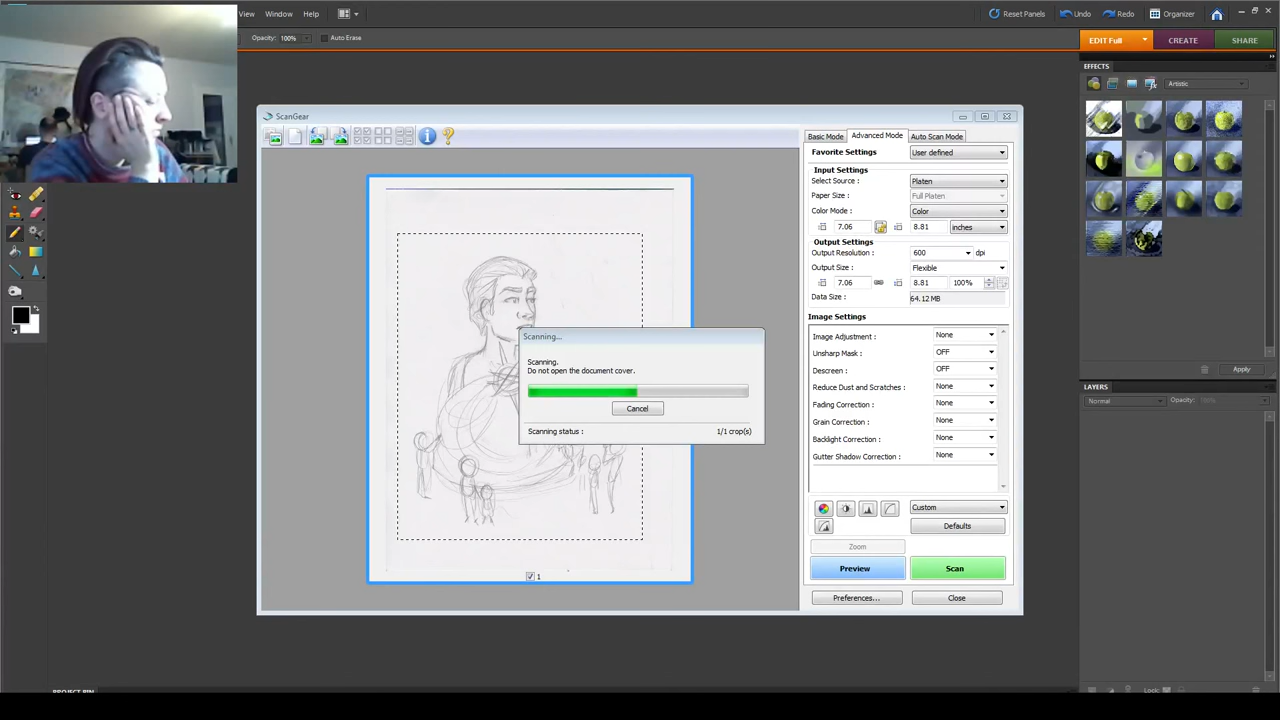 View Window Help Reset Panels Undo Redo Organizer
Opacity: 100% Auto Erase EDIT Full CREATE SHARE
EFFECTS
Artistic
ScanGear
Basic Mode Advanced Mode Auto Scan Mode
Favorite Settings User defined
Input Settings
Select Source : Platen
Paper Size : Full Platen
Color Mode : Color
7.06 8.81 inches
Output Settings
Output Resolution : 600 dpi
Output Size : Flexible
7.06 8.81 100%
Data Size : 64.12 MB
Image Settings
Image Adjustment : None
Unsharp Mask : OFF
Descreen : OFF
Reduce Dust and Scratches : None
Fading Correction : None
Grain Correction : None
Backlight Correction : None
Gutter Shadow Correction : None
Custom
Defaults
Zoom
Preview Scan
Preferences... Close
Scanning...
Scanning.
Do not open the document cover.
Cancel
Scanning status : 1/1 crop(s)
1
Apply
LAYERS
Normal Opacity: 100%
Lock:
PROJECT BIN